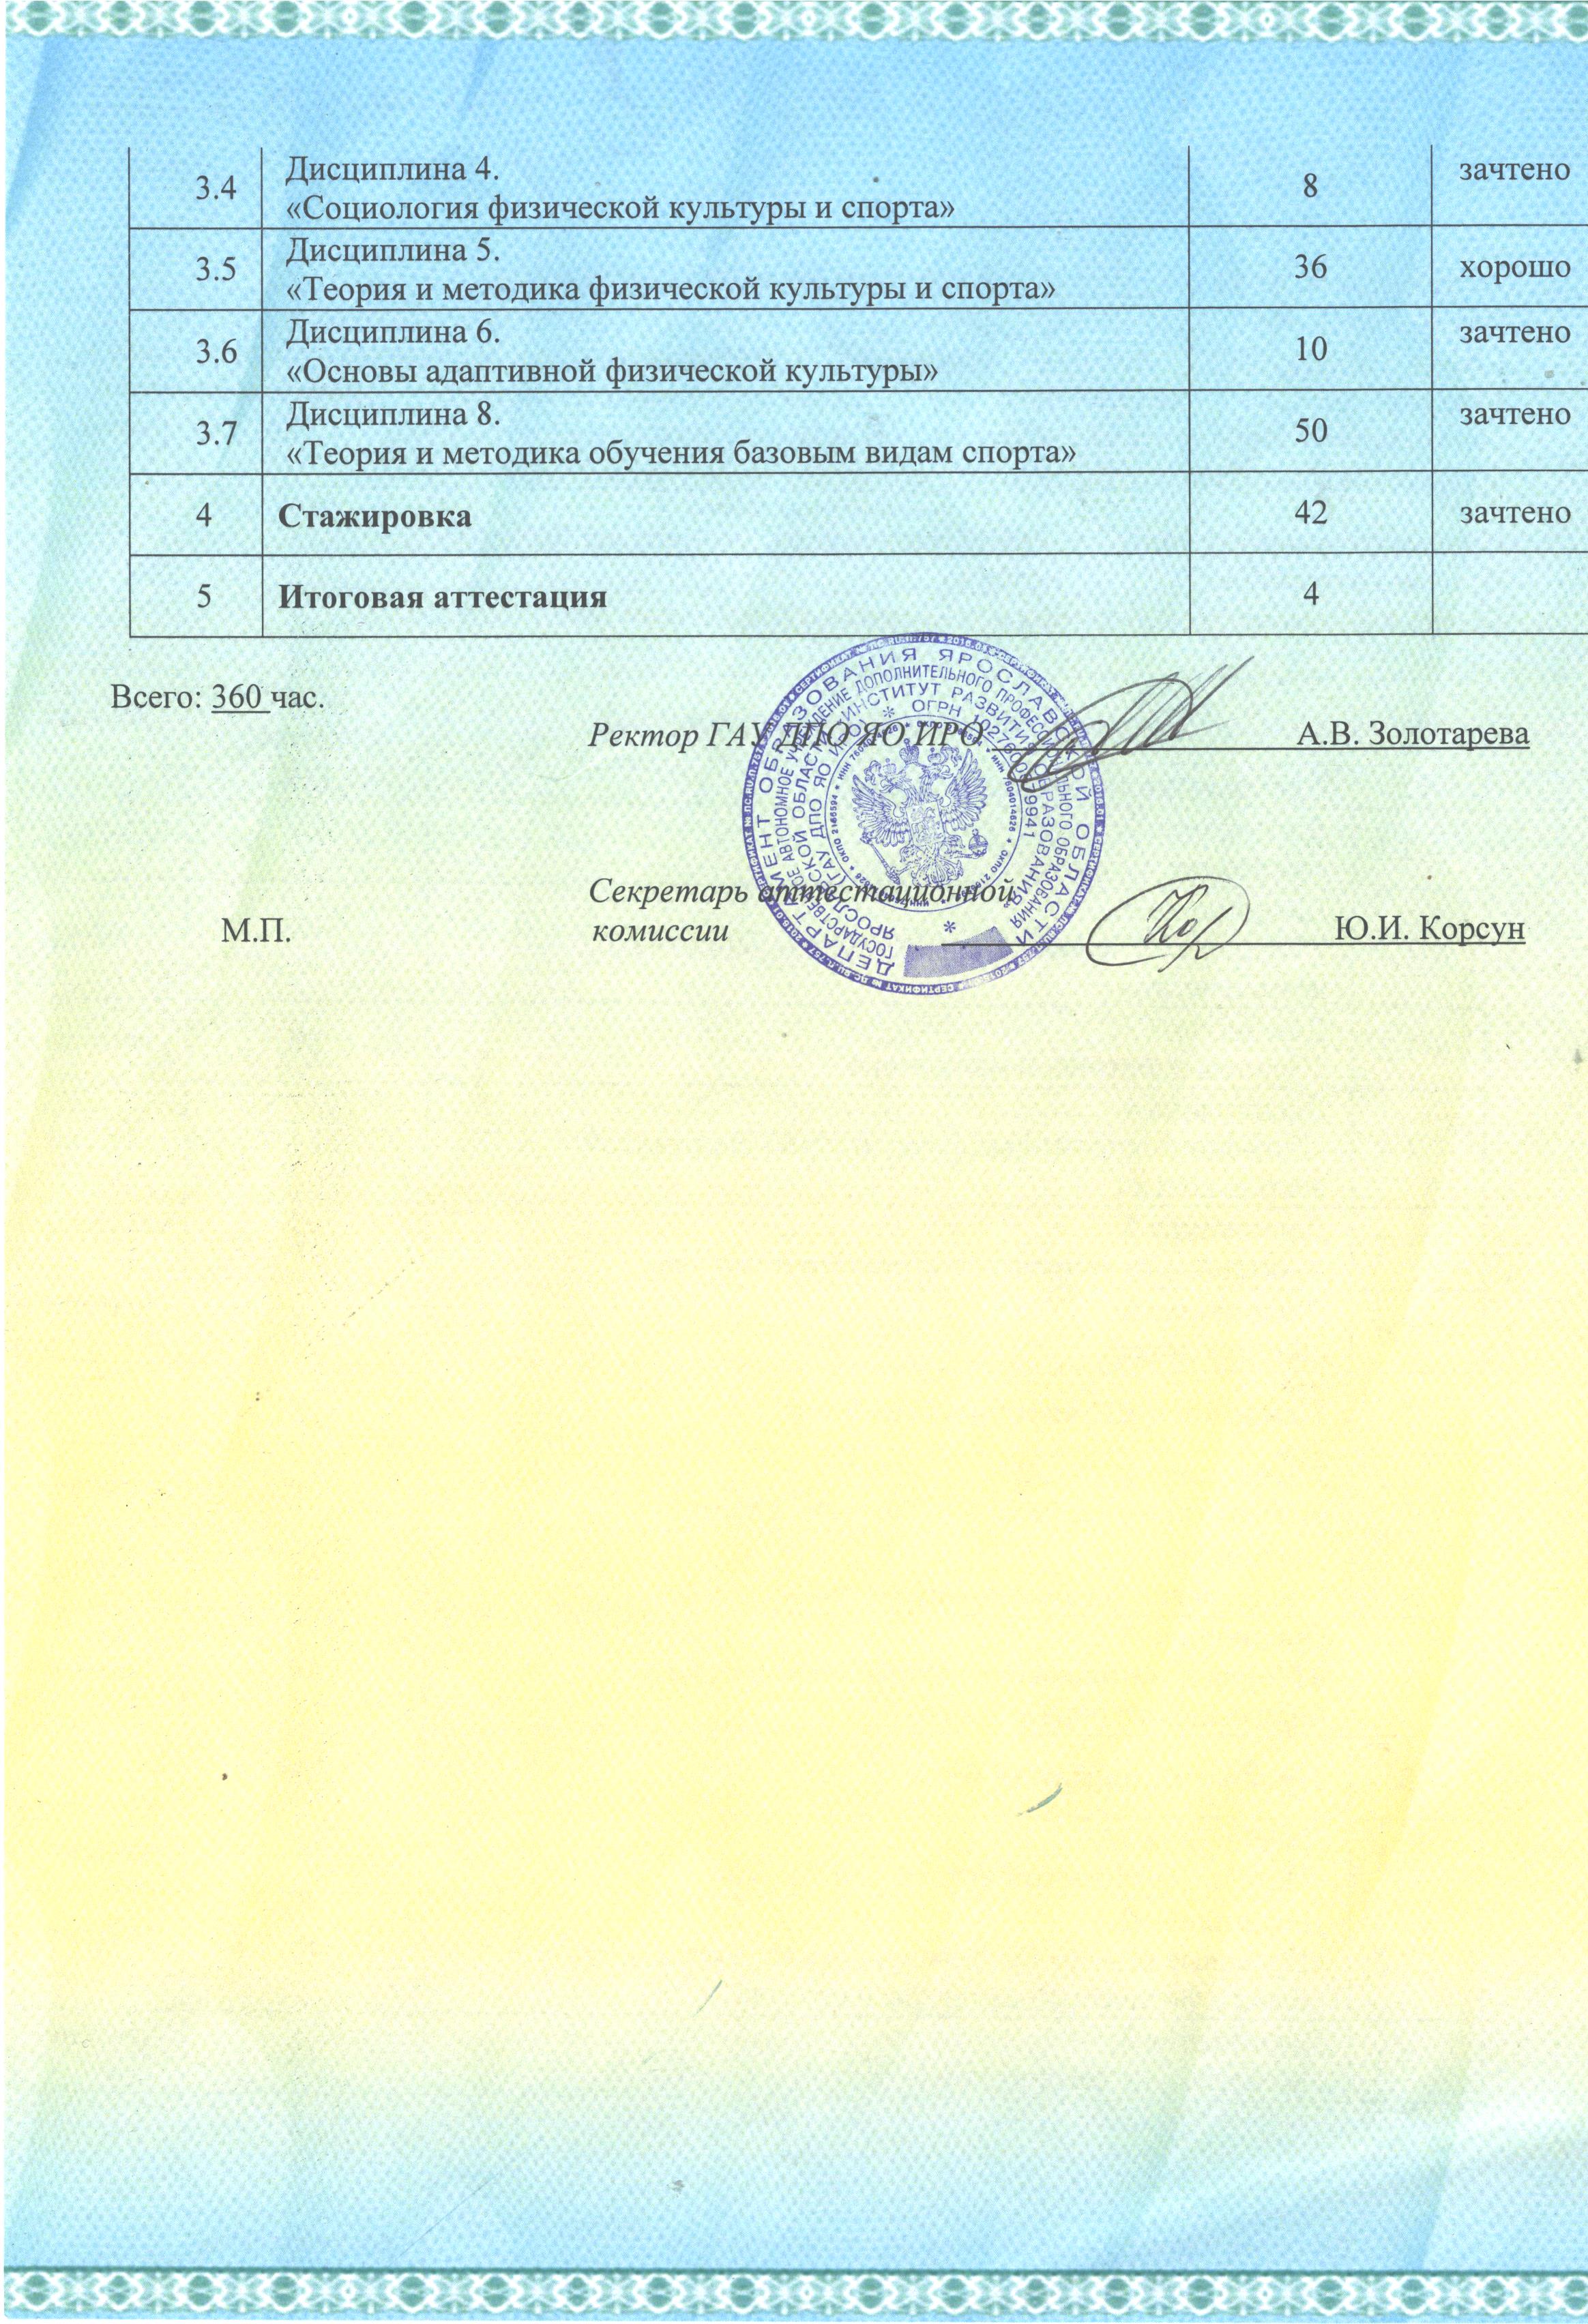 3.4 Дисциплина 4. 8 зачтено
«Социология физической культуры и спорта»
3.5 Дисциплина 5. 36 хорошо
«Теория и методика физической культуры и спорта»
3.6 Дисциплина 6. 10 зачтено
«Основы адаптивной физической культуры»
3.7 Дисциплина 8. 50 зачтено
«Теория и методика обучения базовым видам спорта»
4 Стажировка 42 зачтено
5 Итоговая аттестация 4
Всего: 360 час.
Ректор ГАУ ДПО ЯО ИРО А.В. Золотарева
Секретарь аттестационной
М.П. комиссии Ю.И. Корсун
ДЕПАРТАМЕНТ ОБРАЗОВАНИЯ ЯРОСЛАВСКОЙ ОБЛАСТИ
ГОСУДАРСТВЕННОЕ АВТОНОМНОЕ УЧРЕЖДЕНИЕ ДОПОЛНИТЕЛЬНОГО ПРОФЕССИОНАЛЬНОГО ОБРАЗОВАНИЯ
ЯРОСЛАВСКОЙ ОБЛАСТИ «ИНСТИТУТ РАЗВИТИЯ ОБРАЗОВАНИЯ»
(ГАУ ДПО ЯО ИРО) * ОГРН